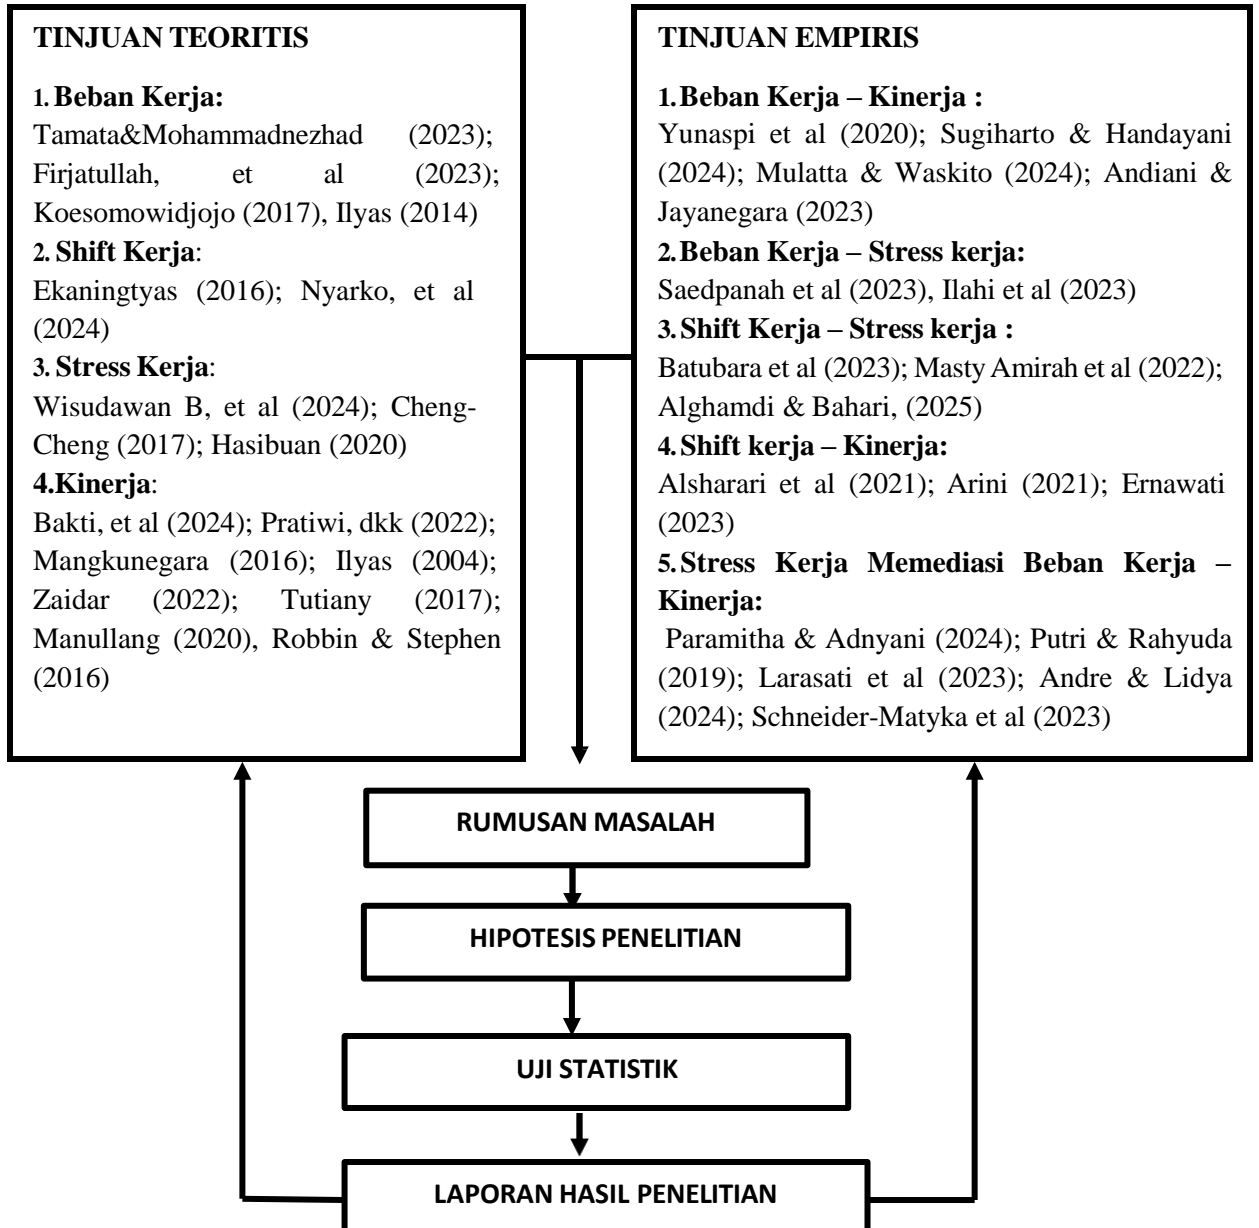 TINJUAN TEORITIS
1. Beban Kerja:
Tamata&Mohammadnezhad (2023);
Firjatullah, et al (2023);
Koesomowidjojo (2017), Ilyas (2014)
2. Shift Kerja:
Ekaningtyas (2016); Nyarko, et al
(2024)
3. Stress Kerja:
Wisudawan B, et al (2024); Cheng-
Cheng (2017); Hasibuan (2020)
4.Kinerja:
Bakti, et al (2024); Pratiwi, dkk (2022);
Mangkunegara (2016); Ilyas (2004);
Zaidar (2022); Tutiany (2017);
Manullang (2020), Robbin & Stephen
(2016)
TINJUAN EMPIRIS
1. Beban Kerja – Kinerja :
Yunaspi et al (2020); Sugiharto & Handayani
(2024); Mulatta & Waskito (2024); Andiani &
Jayanegara (2023)
2. Beban Kerja – Stress kerja:
Saedpanah et al (2023), Ilahi et al (2023)
3. Shift Kerja – Stress kerja :
Batubara et al (2023); Masty Amirah et al (2022);
Alghamdi & Bahari, (2025)
4. Shift kerja – Kinerja:
Alsharari et al (2021); Arini (2021); Ernawati
(2023)
5. Stress Kerja Memediasi Beban Kerja –
Kinerja:
Paramitha & Adnyani (2024); Putri & Rahyuda
(2019); Larasati et al (2023); Andre & Lidya
(2024); Schneider-Matyka et al (2023)
RUMUSAN MASALAH
HIPOTESIS PENELITIAN
UJI STATISTIK
LAPORAN HASIL PENELITIAN